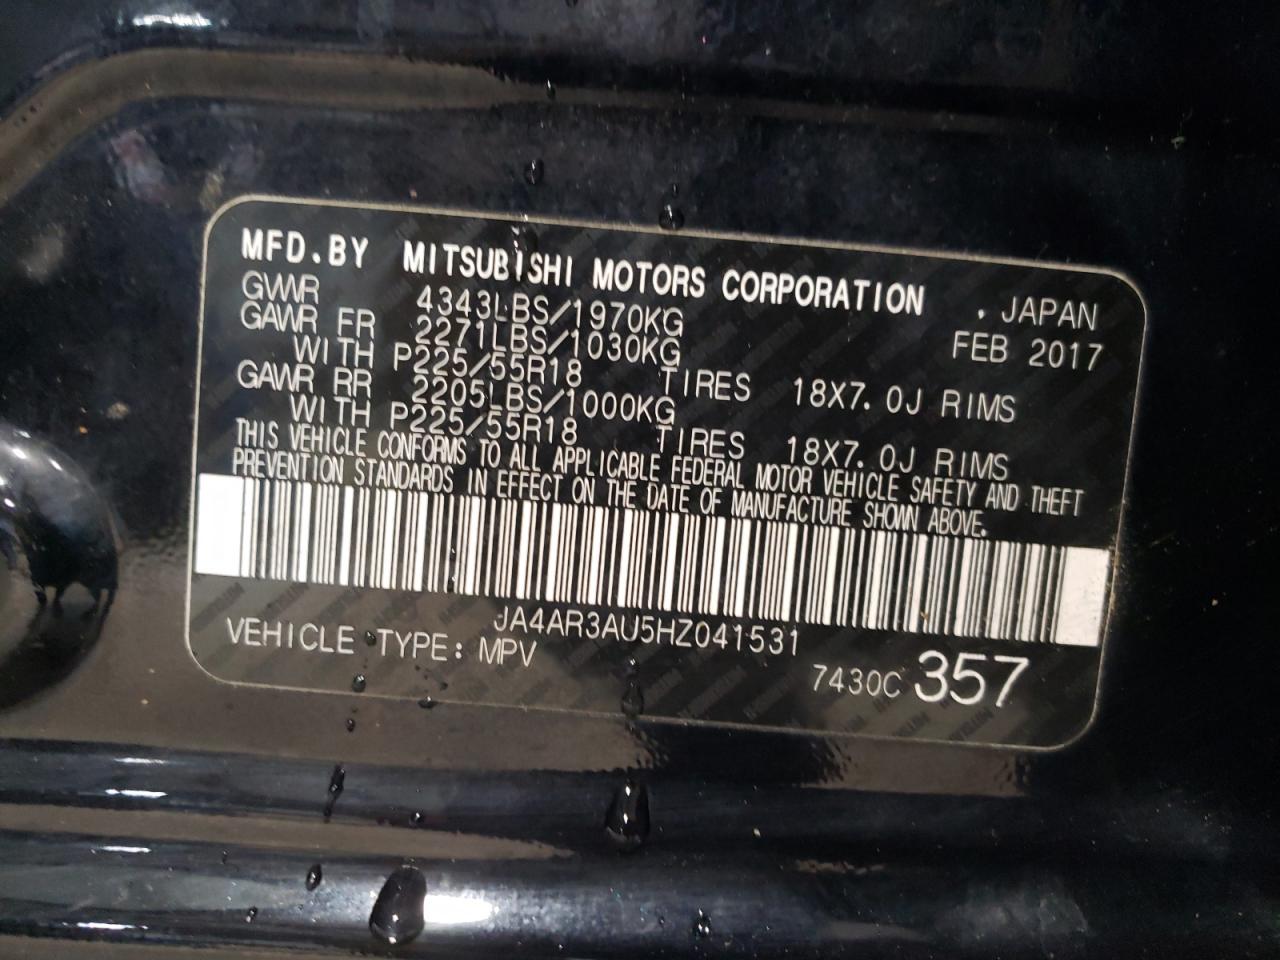 MFD.BY MITSUBISHI MOTORS CORPORATION . JAPAN
GVWR 4343LBS/1970KG FEB 2017
GAWR FR 2271LBS/1030KG
WITH P225/55R18 TIRES 18X7.0J RIMS
GAWR RR 2205LBS/1000KG
WITH P225/55R18 TIRES 18X7.0J RIMS
THIS VEHICLE CONFORMS TO ALL APPLICABLE FEDERAL MOTOR VEHICLE SAFETY AND THEFT
PREVENTION STANDARDS IN EFFECT ON THE DATE OF MANUFACTURE SHOWN ABOVE.
JA4AR3AU5HZ041531
VEHICLE TYPE: MPV
7430C 357